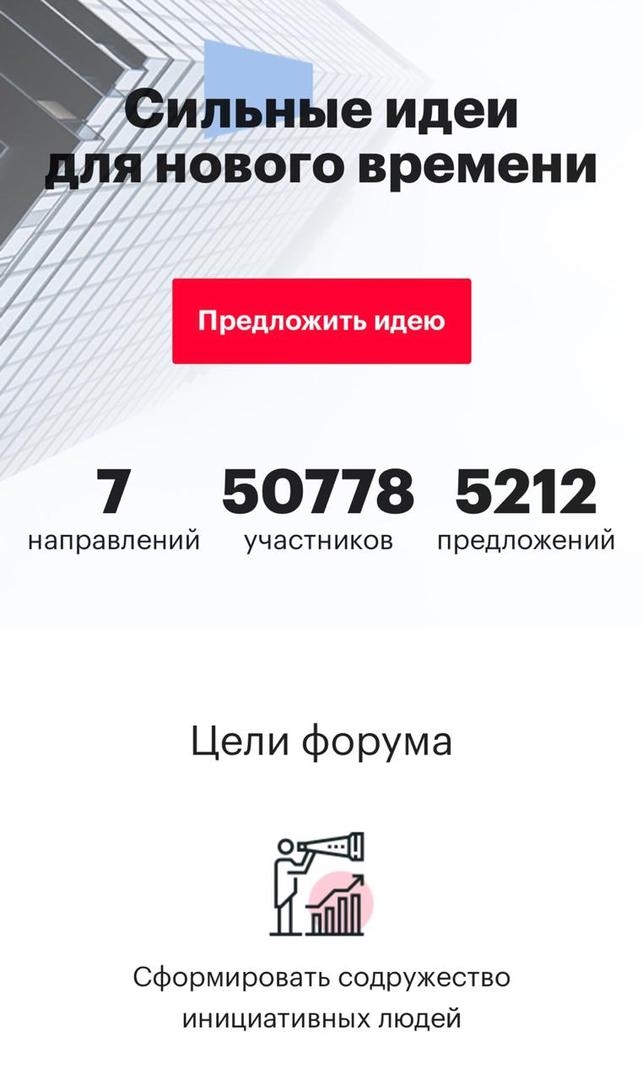 Сильные идеи
для нового времени
Предложить идею
7 50778 5212
направлений участников предложений
Цели форума
Сформировать содружество
инициативных людей